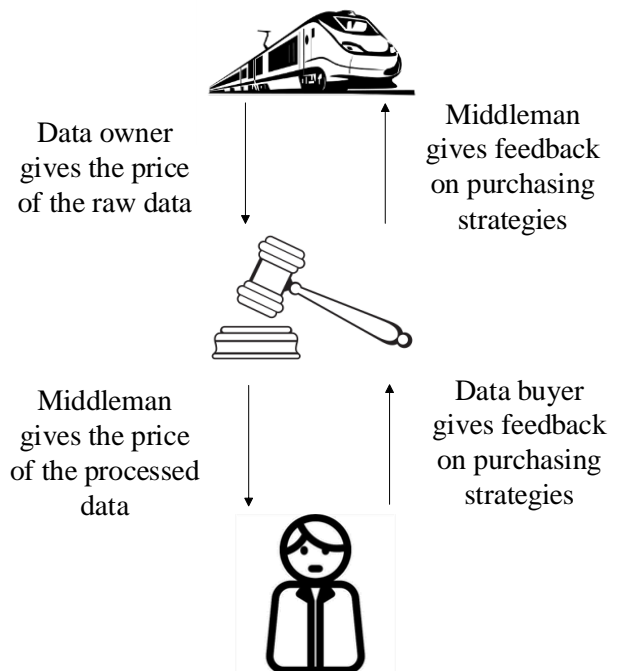 Data owner
gives the price
of the raw data
Middleman
gives feedback
on purchasing
strategies
Middleman
gives the price
of the processed
data
Data buyer
gives feedback
on purchasing
strategies